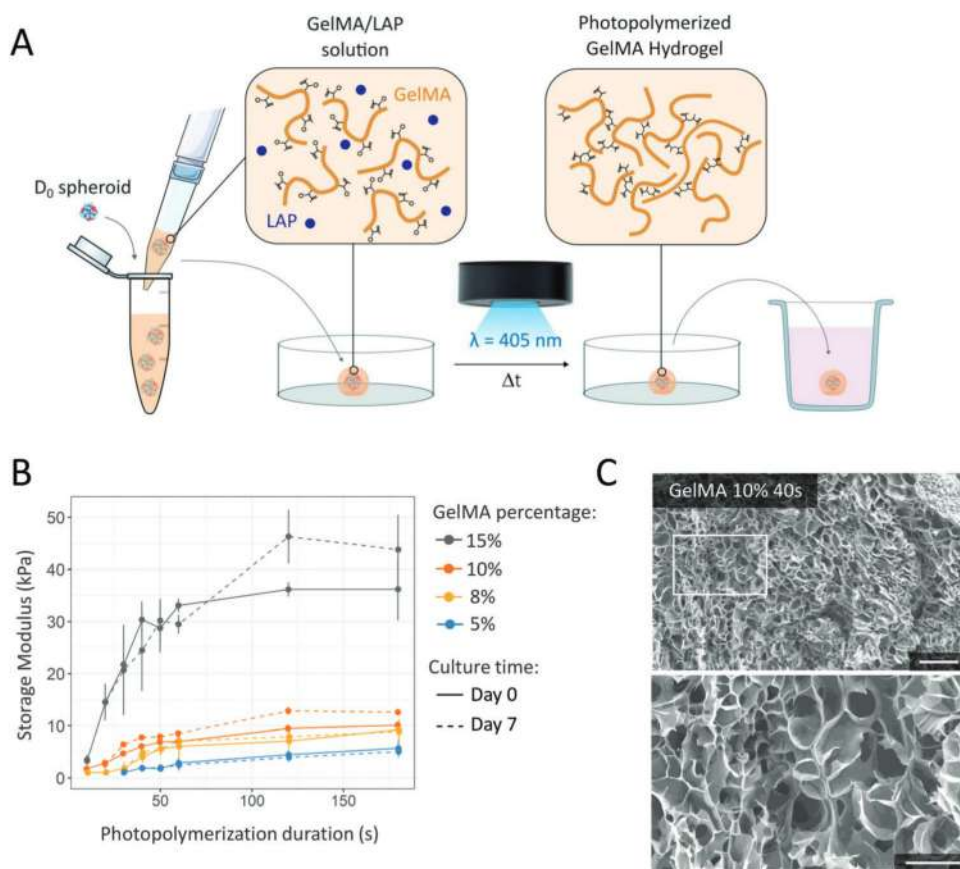 A
GelMA/LAP
solution
Photopolymerized
GelMA Hydrogel
GelMA
LAP
D₀ spheroid
λ = 405 nm
Δt
B
Storage Modulus (kPa)
50
40
30
20
10
0
50
100
150
Photopolymerization duration (s)
GelMA percentage:
15%
10%
8%
5%
Culture time:
Day 0
Day 7
C
GelMA 10% 40s